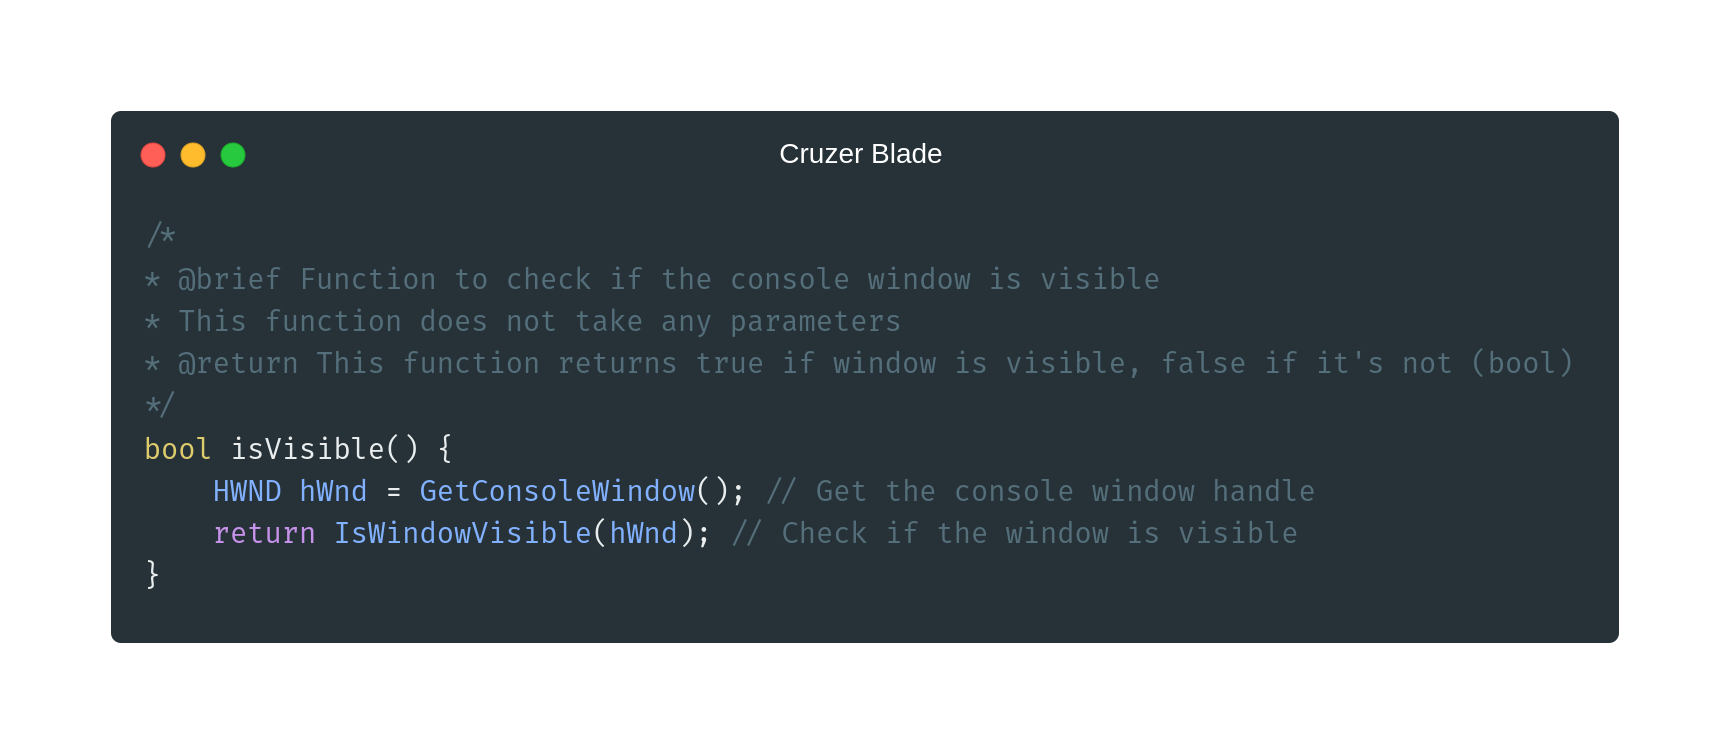 Cruzer Blade
/*
* @brief Function to check if the console window is visible
* This function does not take any parameters
* @return This function returns true if window is visible, false if it's not (bool)
*/
bool isVisible() {
    HWND hWnd = GetConsoleWindow(); // Get the console window handle
    return IsWindowVisible(hWnd); // Check if the window is visible
}